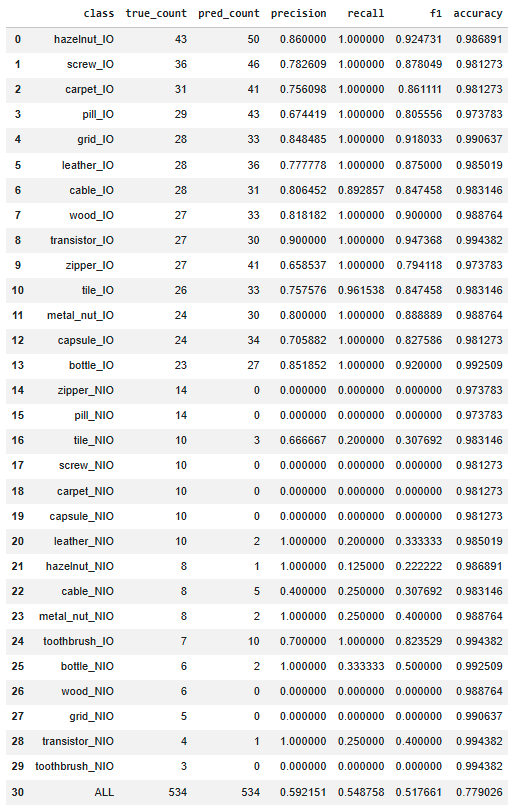 class true_count pred_count precision recall f1 accuracy
0 hazelnut_IO 43 50 0.860000 1.000000 0.924731 0.986891
1 screw_IO 36 46 0.782609 1.000000 0.878049 0.981273
2 carpet_IO 31 41 0.756098 1.000000 0.861111 0.981273
3 pill_IO 29 43 0.674419 1.000000 0.805556 0.973783
4 grid_IO 28 33 0.848485 1.000000 0.918033 0.990637
5 leather_IO 28 36 0.777778 1.000000 0.875000 0.985019
6 cable_IO 28 31 0.806452 0.892857 0.847458 0.983146
7 wood_IO 27 33 0.818182 1.000000 0.900000 0.988764
8 transistor_IO 27 30 0.900000 1.000000 0.947368 0.994382
9 zipper_IO 27 41 0.658537 1.000000 0.794118 0.973783
10 tile_IO 26 33 0.757576 0.961538 0.847458 0.983146
11 metal_nut_IO 24 30 0.800000 1.000000 0.888889 0.988764
12 capsule_IO 24 34 0.705882 1.000000 0.827586 0.981273
13 bottle_IO 23 27 0.851852 1.000000 0.920000 0.992509
14 zipper_NIO 14 0 0.000000 0.000000 0.000000 0.973783
15 pill_NIO 14 0 0.000000 0.000000 0.000000 0.973783
16 tile_NIO 10 3 0.666667 0.200000 0.307692 0.983146
17 screw_NIO 10 0 0.000000 0.000000 0.000000 0.981273
18 carpet_NIO 10 0 0.000000 0.000000 0.000000 0.981273
19 capsule_NIO 10 0 0.000000 0.000000 0.000000 0.981273
20 leather_NIO 10 2 1.000000 0.200000 0.333333 0.985019
21 hazelnut_NIO 8 1 1.000000 0.125000 0.222222 0.986891
22 cable_NIO 8 5 0.400000 0.250000 0.307692 0.983146
23 metal_nut_NIO 8 2 1.000000 0.250000 0.400000 0.988764
24 toothbrush_IO 7 10 0.700000 1.000000 0.823529 0.994382
25 bottle_NIO 6 2 1.000000 0.333333 0.500000 0.992509
26 wood_NIO 6 0 0.000000 0.000000 0.000000 0.988764
27 grid_NIO 5 0 0.000000 0.000000 0.000000 0.990637
28 transistor_NIO 4 1 1.000000 0.250000 0.400000 0.994382
29 toothbrush_NIO 3 0 0.000000 0.000000 0.000000 0.994382
30 ALL 534 534 0.592151 0.548758 0.517661 0.779026